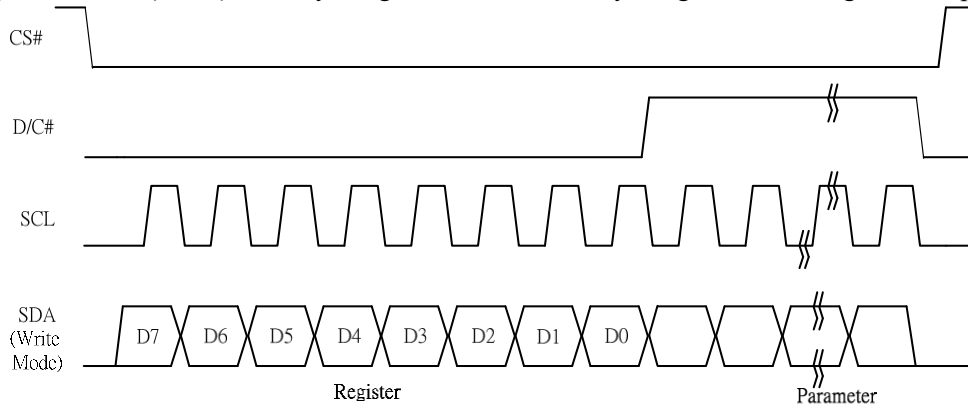 CS#
D/C#
SCL
SDA
(Write
Mode)
D7 D6 D5 D4 D3 D2 D1 D0
Register
Parameter